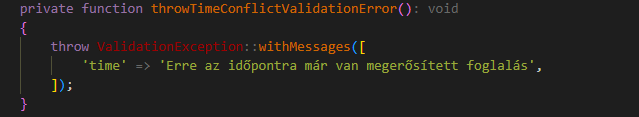 private function throwTimeConflictValidationError(): void
{
    throw ValidationException::withMessages([
        'time' => 'Erre az időpontra már van megerősített foglalás',
    ]);
}